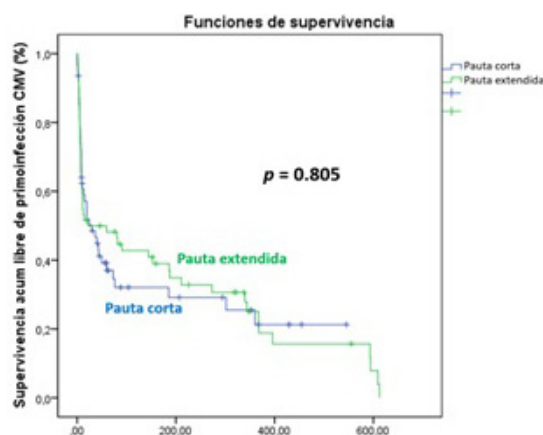 Funciones de supervivencia
Supervivencia acum libre de primoinfección CMV (%)
1,0
0,8
0,6
0,4
0,2
0,0
Pauta corta
Pauta extendida
p = 0.805
Pauta extendida
Pauta corta
.00
200.00
400.00
600.00